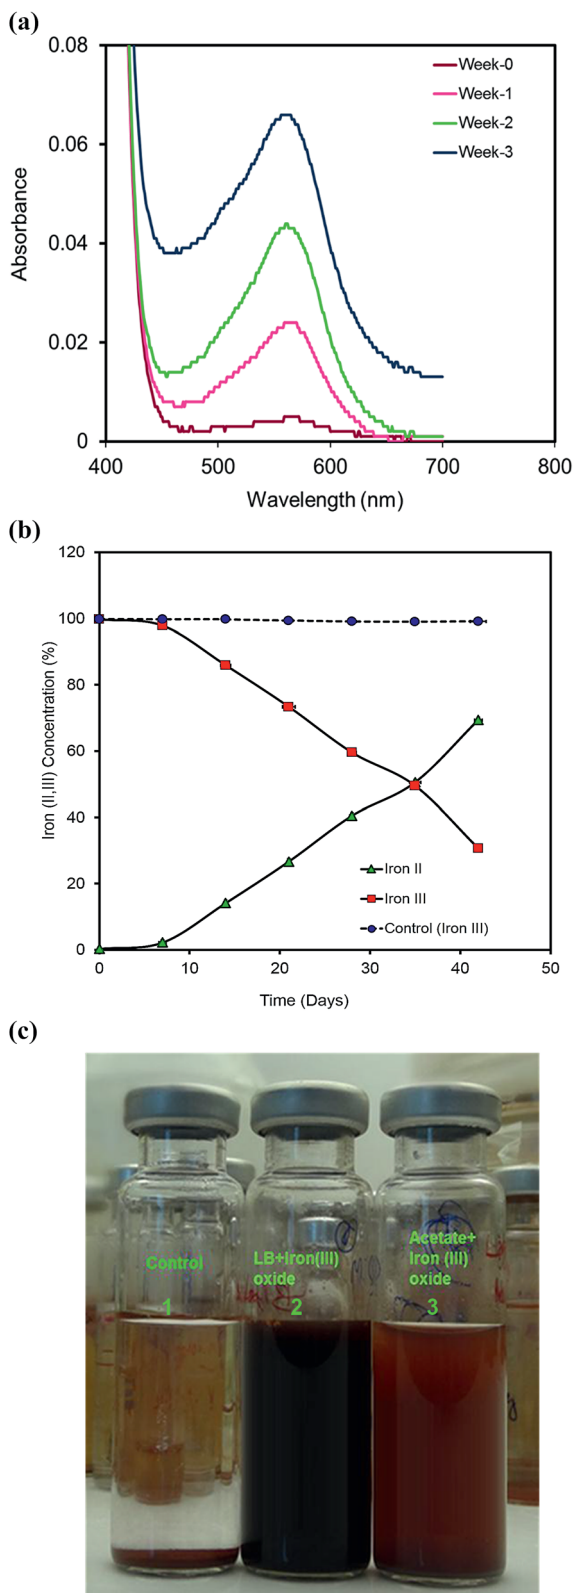 (a)
0.08
0.06
0.04
0.02
0
Absorbance
Week-0
Week-1
Week-2
Week-3
400
500
600
700
800
Wavelength (nm)
(b)
120
100
80
60
40
20
0
Iron (II,III) Concentration (%)
Iron II
Iron III
Control (Iron III)
0
10
20
30
40
50
Time (Days)
(c)
Control
1
LB+Iron(III)
oxide
2
Acetate+
Iron (III)
oxide
3